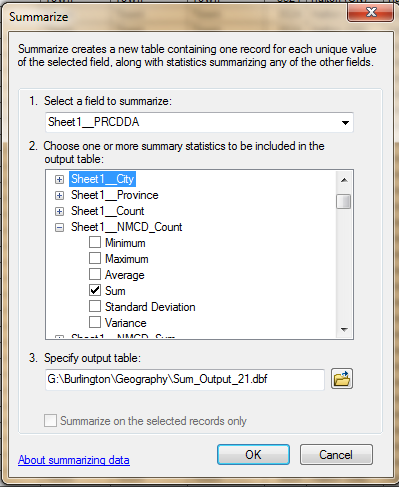 Summarize
Summarize creates a new table containing one record for each unique value
of the selected field, along with statistics summarizing any of the other fields.
1. Select a field to summarize:
Sheet1__PRCDDA
2. Choose one or more summary statistics to be included in the
output table:
Sheet1__City
Sheet1__Province
Sheet1__Count
Sheet1__NMCD_Count
Minimum
Maximum
Average
Sum
Standard Deviation
Variance
Sheet1__NMCD_Sum
3. Specify output table:
G:\Burlington\Geography\Sum_Output_21.dbf
Summarize on the selected records only
About summarizing data
OK
Cancel